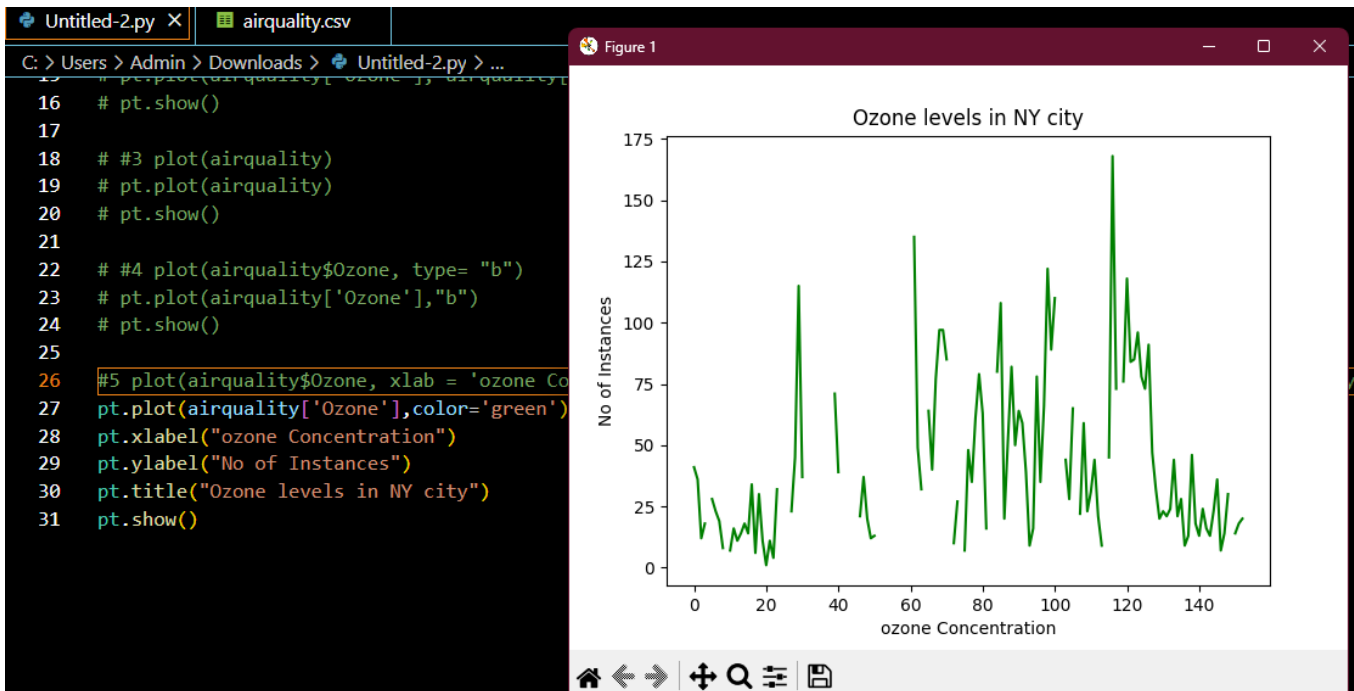 Untitled-2.py
airquality.csv
C: > Users > Admin > Downloads > Untitled-2.py > ...
16 # pt.show()
17
18 # #3 plot(airquality)
19 # pt.plot(airquality)
20 # pt.show()
21
22 # #4 plot(airquality$Ozone, type= "b")
23 # pt.plot(airquality['Ozone'],"b")
24 # pt.show()
25
26 #5 plot(airquality$Ozone, xlab = 'ozone Co
27 pt.plot(airquality['Ozone'],color='green')
28 pt.xlabel("ozone Concentration")
29 pt.ylabel("No of Instances")
30 pt.title("Ozone levels in NY city")
31 pt.show()
Figure 1
Ozone levels in NY city
175
150
125
100
75
50
25
0
No of Instances
0 20 40 60 80 100 120 140
ozone Concentration